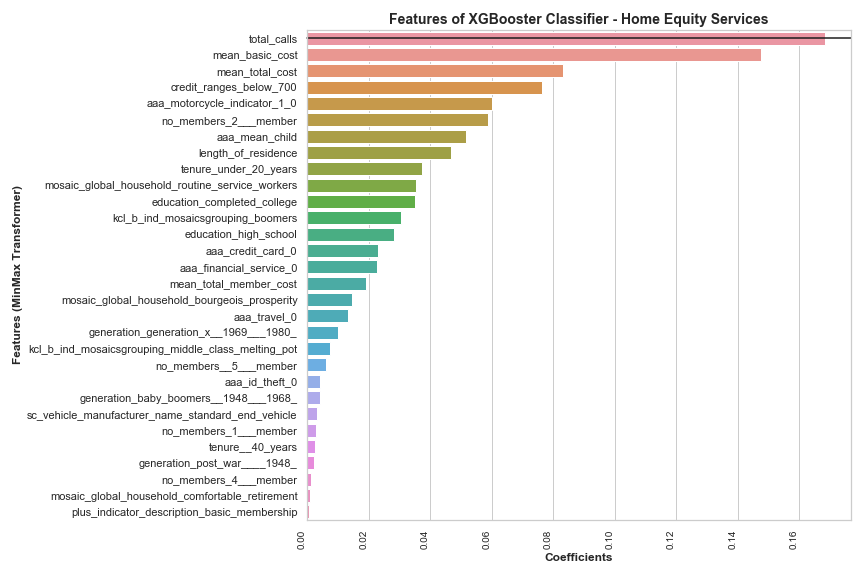 Features of XGBooster Classifier - Home Equity Services
total_calls
mean_basic_cost
mean_total_cost
credit_ranges_below_700
aaa_motorcycle_indicator_1_0
no_members_2___member
aaa_mean_child
length_of_residence
tenure_under_20_years
mosaic_global_household_routine_service_workers
education_completed_college
kcl_b_ind_mosaicsgrouping_boomers
education_high_school
aaa_credit_card_0
aaa_financial_service_0
mean_total_member_cost
mosaic_global_household_bourgeois_prosperity
aaa_travel_0
generation_generation_x__1969___1980_
kcl_b_ind_mosaicsgrouping_middle_class_melting_pot
no_members__5___member
aaa_id_theft_0
generation_baby_boomers__1948___1968_
sc_vehicle_manufacturer_name_standard_end_vehicle
no_members_1___member
tenure__40_years
generation_post_war____1948_
no_members_4___member
mosaic_global_household_comfortable_retirement
plus_indicator_description_basic_membership
Features (MinMax Transformer)
0.00
0.02
0.04
0.06
0.08
0.10
0.12
0.14
0.16
Coefficients